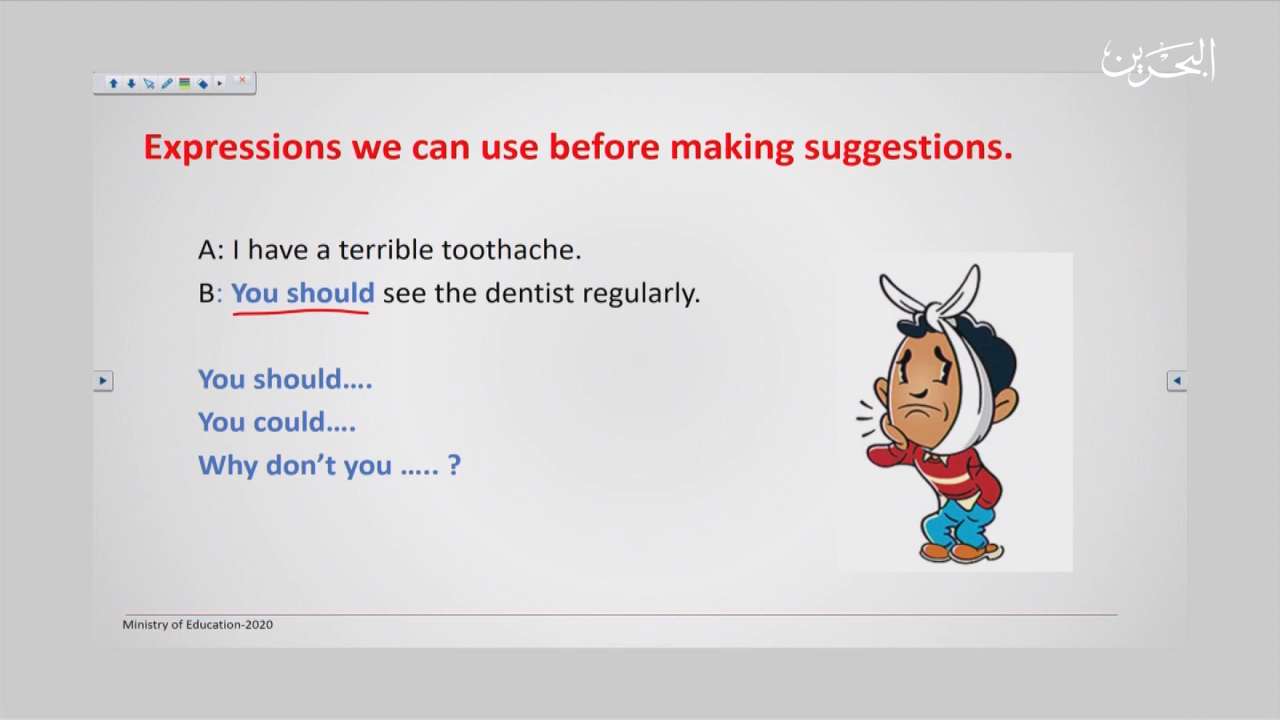 البحرين
Expressions we can use before making suggestions.
A: I have a terrible toothache.
B: You should see the dentist regularly.
You should....
You could....
Why don't you ..... ?
Ministry of Education-2020